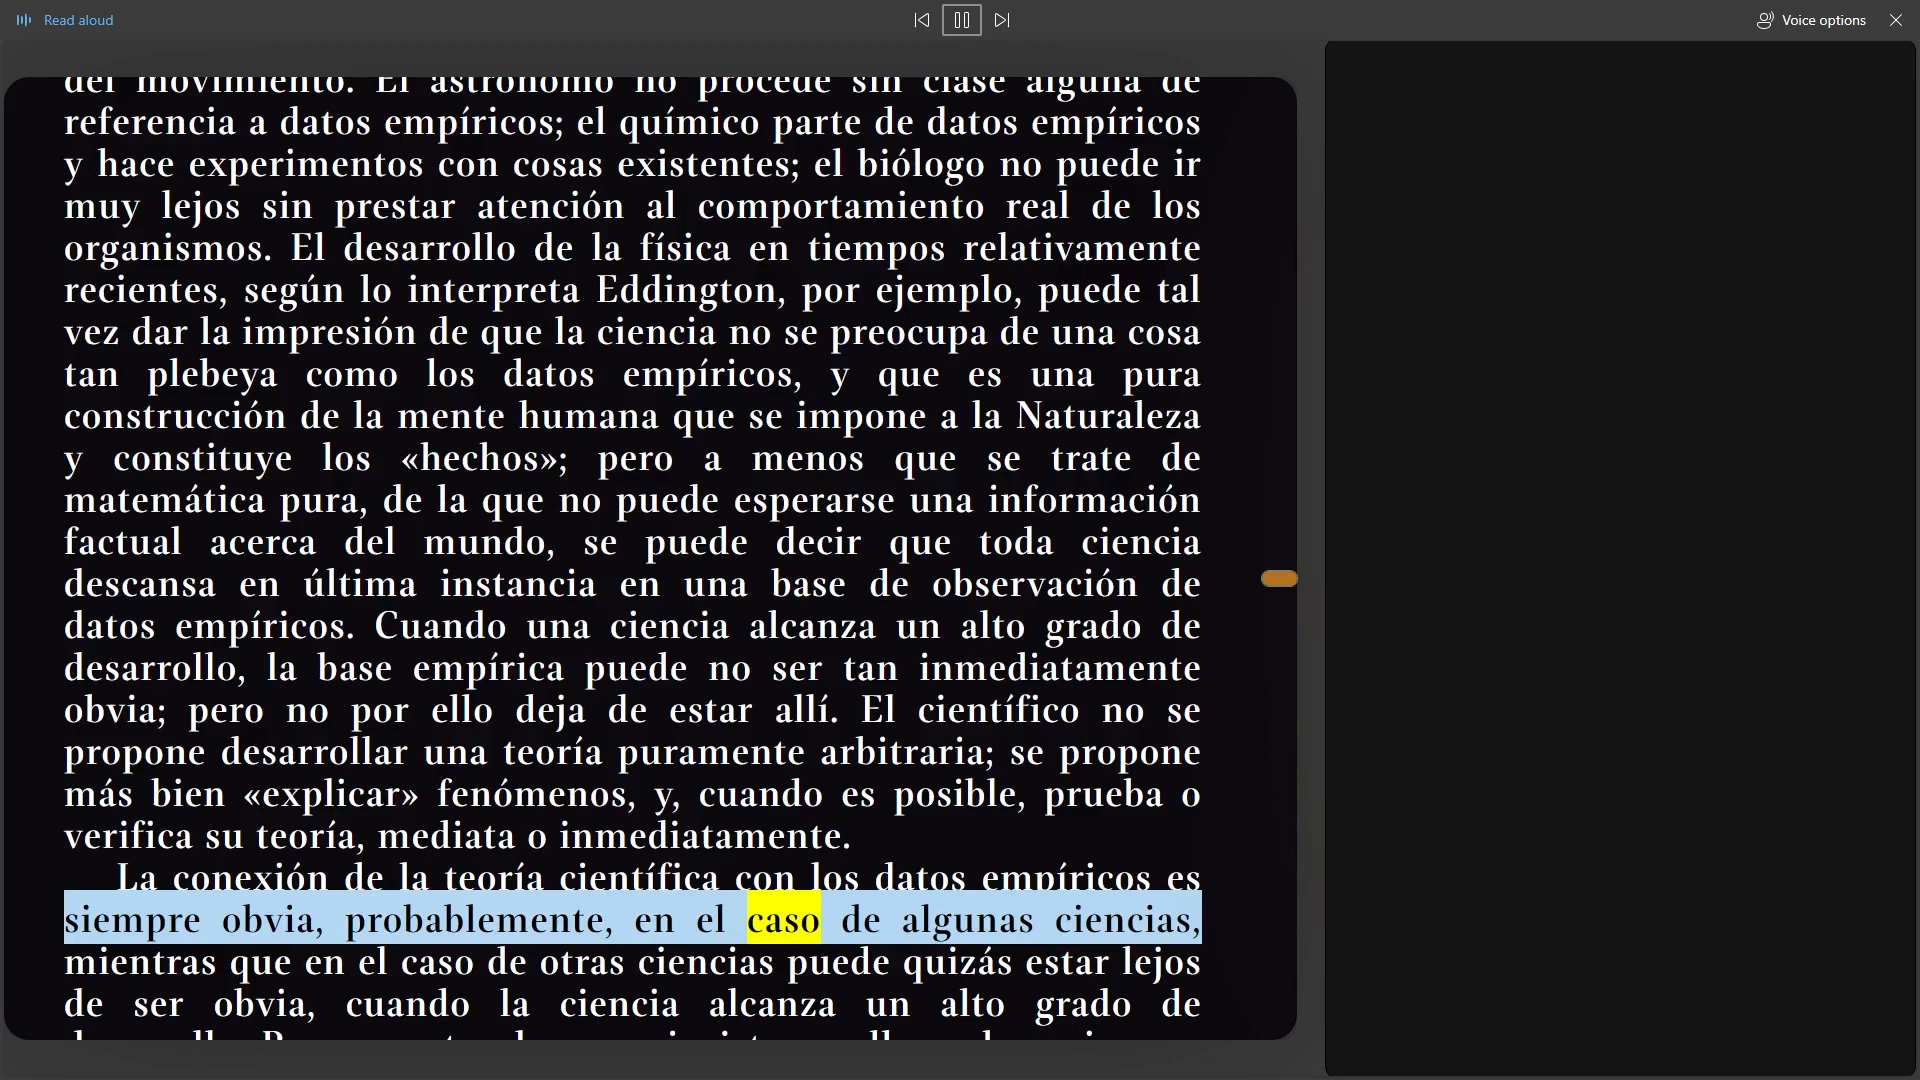 Read aloud
Voice options
del movimiento. El astrónomo no procede sin clase alguna de
referencia a datos empíricos; el químico parte de datos empíricos
y hace experimentos con cosas existentes; el biólogo no puede ir
muy lejos sin prestar atención al comportamiento real de los
organismos. El desarrollo de la física en tiempos relativamente
recientes, según lo interpreta Eddington, por ejemplo, puede tal
vez dar la impresión de que la ciencia no se preocupa de una cosa
tan plebeya como los datos empíricos, y que es una pura
construcción de la mente humana que se impone a la Naturaleza
y constituye los «hechos»; pero a menos que se trate de
matemática pura, de la que no puede esperarse una información
factual acerca del mundo, se puede decir que toda ciencia
descansa en última instancia en una base de observación de
datos empíricos. Cuando una ciencia alcanza un alto grado de
desarrollo, la base empírica puede no ser tan inmediatamente
obvia; pero no por ello deja de estar allí. El científico no se
propone desarrollar una teoría puramente arbitraria; se propone
más bien «explicar» fenómenos, y, cuando es posible, prueba o
verifica su teoría, mediata o inmediatamente.
La conexión de la teoría científica con los datos empíricos es
siempre obvia, probablemente, en el caso de algunas ciencias,
mientras que en el caso de otras ciencias puede quizás estar lejos
de ser obvia, cuando la ciencia alcanza un alto grado de